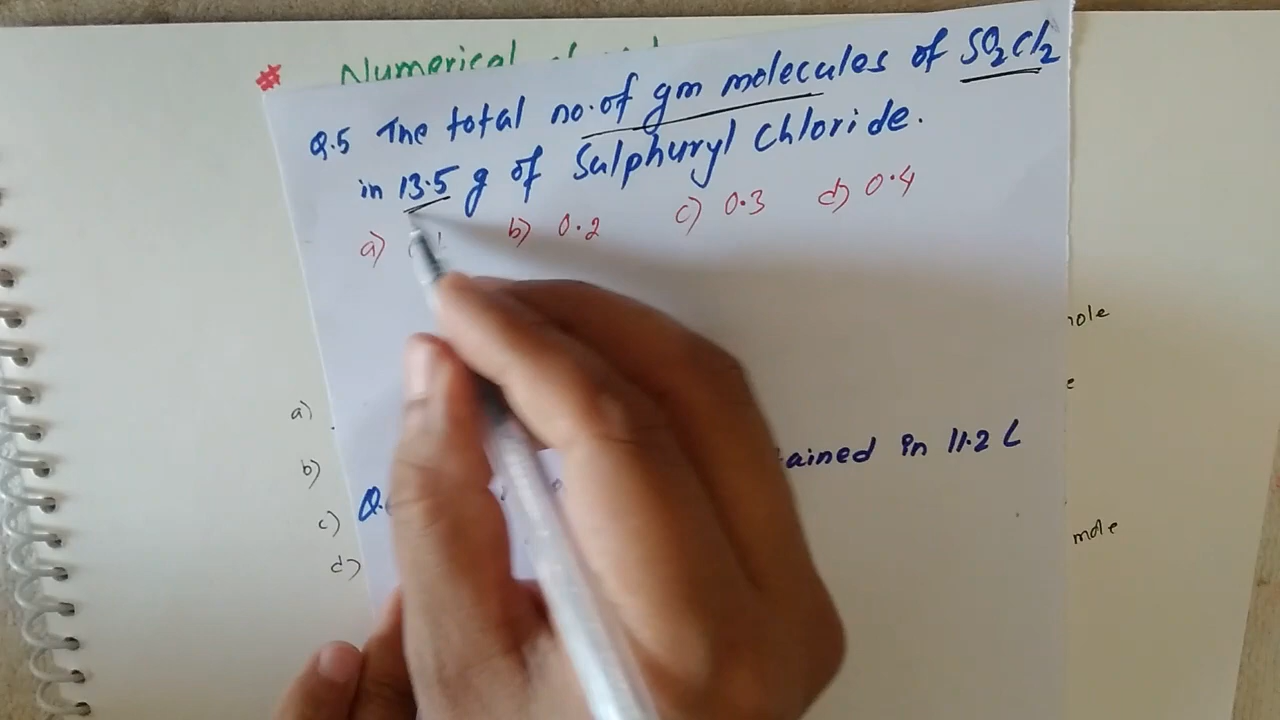 # Numerical
Q.5 The total no. of gm molecules of SO2Cl2
in 13.5 g of Sulphuryl Chloride.
a) b) 0.2 c) 0.3 d) 0.4
mole
a)
ained in 11.2 L
b)
Q.
c)
mole
d)